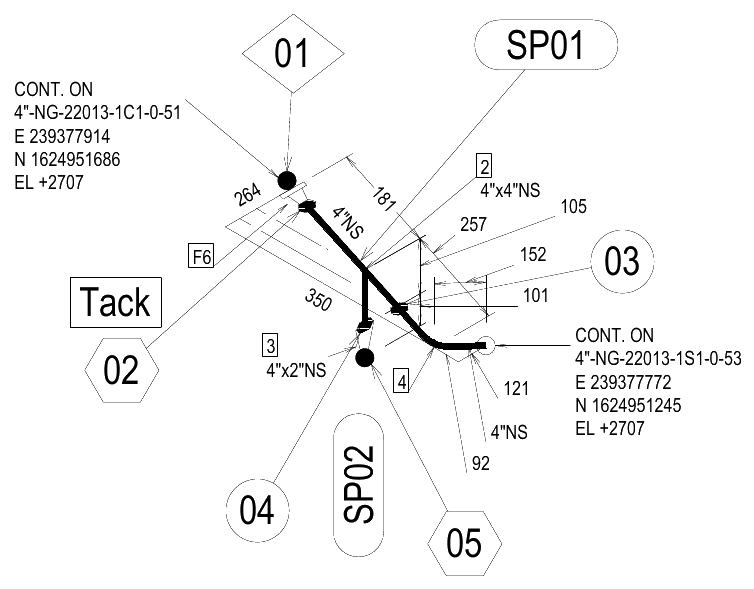 01
SP01
CONT. ON
4"-NG-22013-1C1-0-51
E 239377914
N 1624951686
EL +2707
264
4"NS
181
2
4"x4"NS
257
105
F6
152
03
350
101
Tack
02
3
4"x2"NS
4
CONT. ON
4"-NG-22013-1S1-0-53
E 239377772
N 1624951245
EL +2707
121
4"NS
92
04
SP02
05